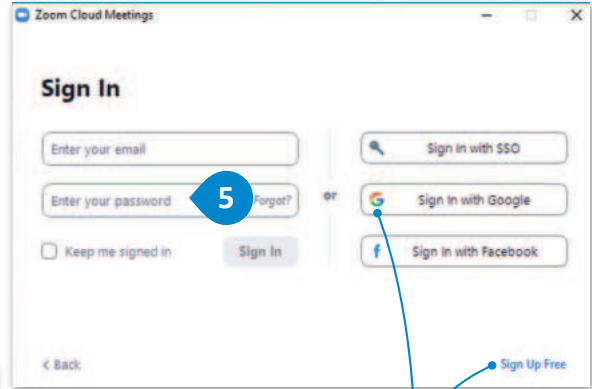 Zoom Cloud Meetings
Sign In
Enter your email
Enter your password
5
Forgot?
Keep me signed in
Sign In
or
Sign In with SSO
G
Sign In with Google
f
Sign In with Facebook
< Back
Sign Up Free